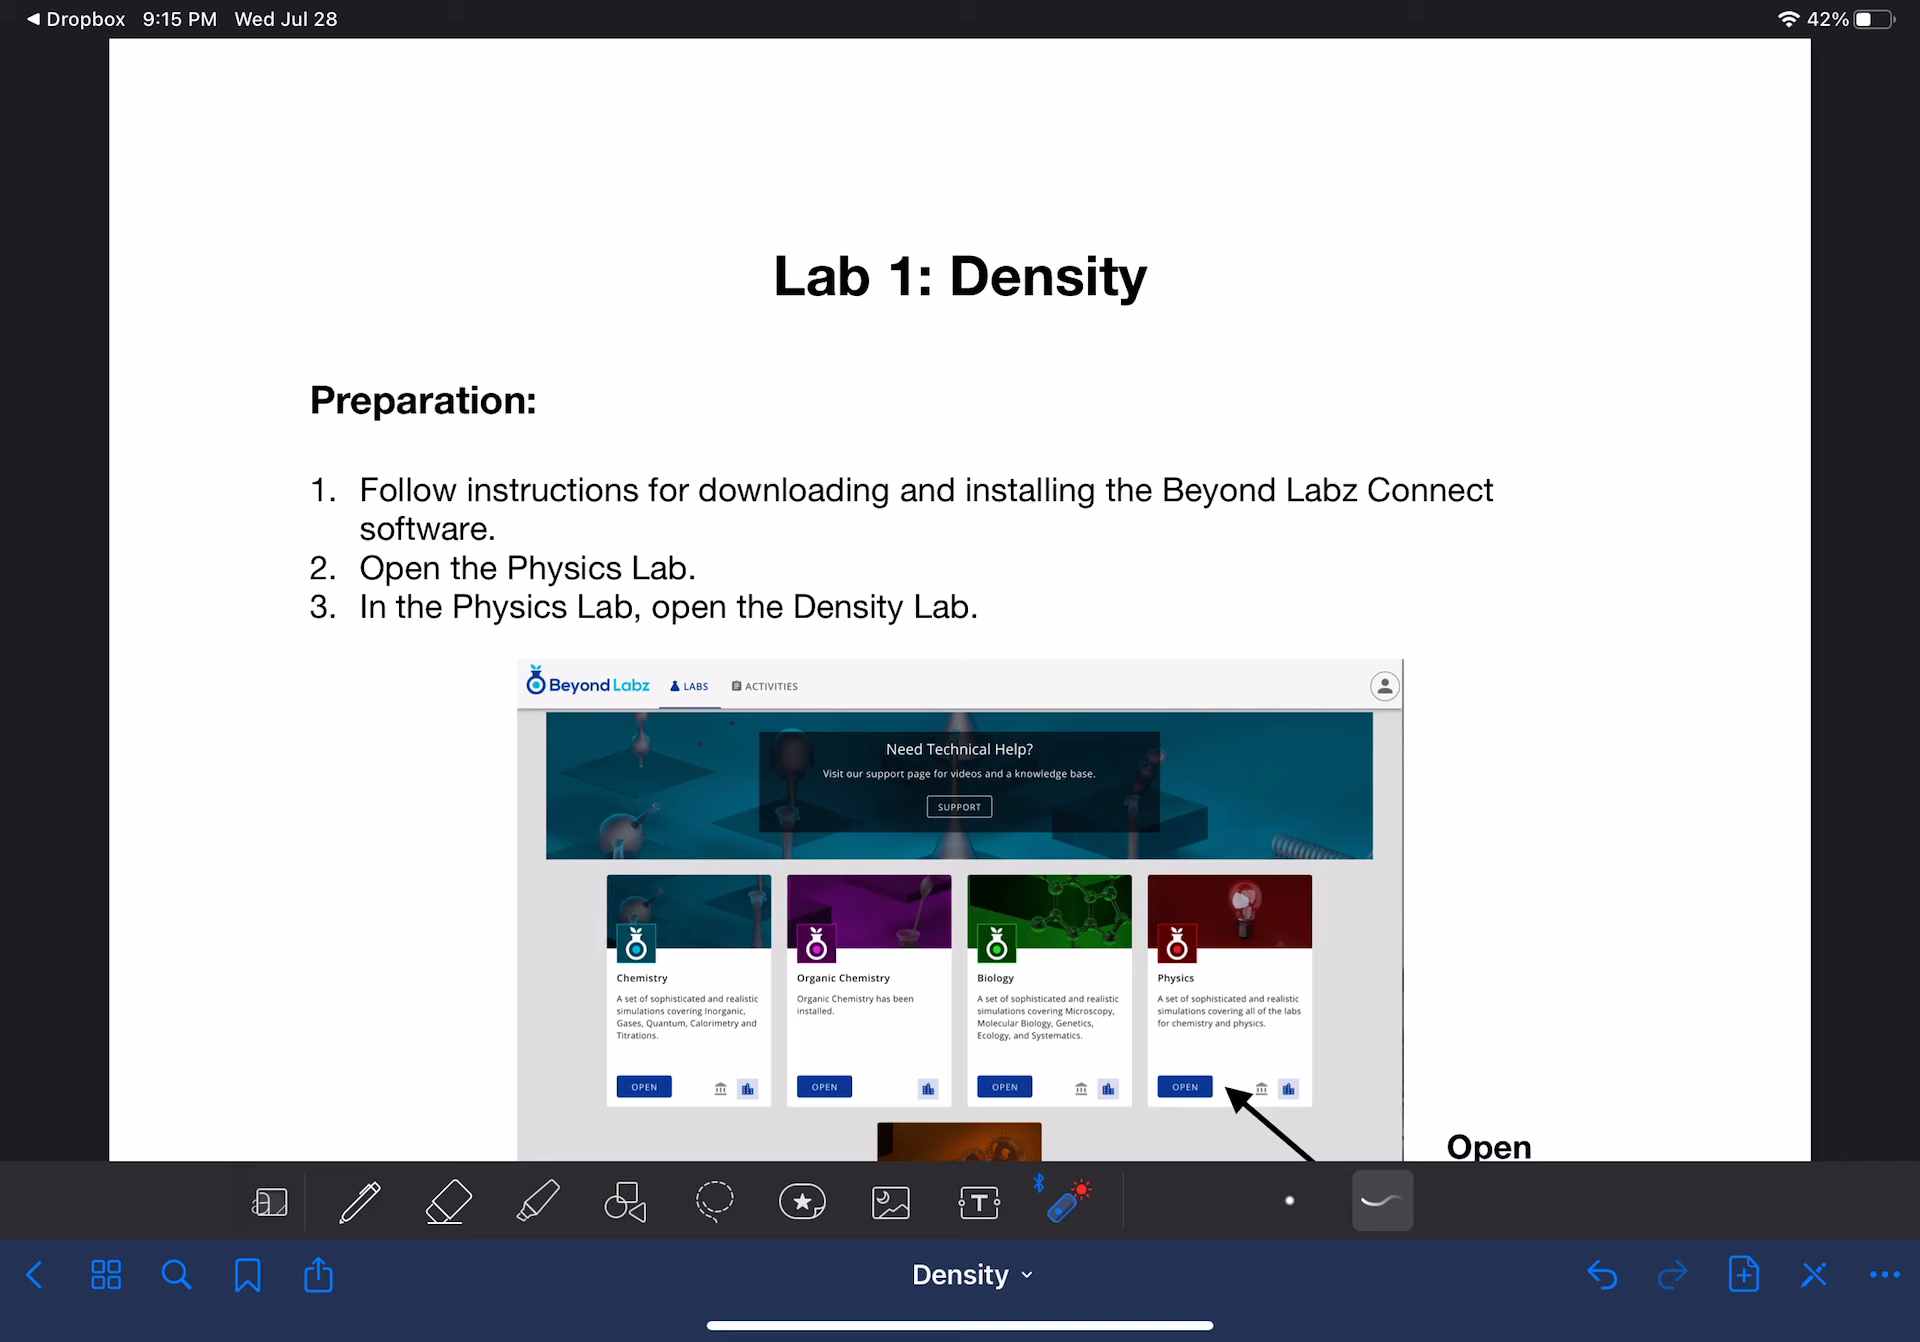 Dropbox 9:15 PM Wed Jul 28
42%
Lab 1: Density
Preparation:
1. Follow instructions for downloading and installing the Beyond Labz Connect
software.
2. Open the Physics Lab.
3. In the Physics Lab, open the Density Lab.
Beyond Labz LABS ACTIVITIES
Need Technical Help?
Visit our support page for videos and a knowledge base.
SUPPORT
Chemistry
A set of sophisticated and realistic
simulations covering Inorganic,
Gases, Quantum, Calorimetry and
Titrations.
OPEN
Organic Chemistry
Organic Chemistry has been
installed.
OPEN
Biology
A set of sophisticated and realistic
simulations covering Microscopy,
Molecular Biology, Genetics,
Ecology, and Systematics.
OPEN
Physics
A set of sophisticated and realistic
simulations covering all of the labs
for chemistry and physics.
OPEN
Open
T
Density